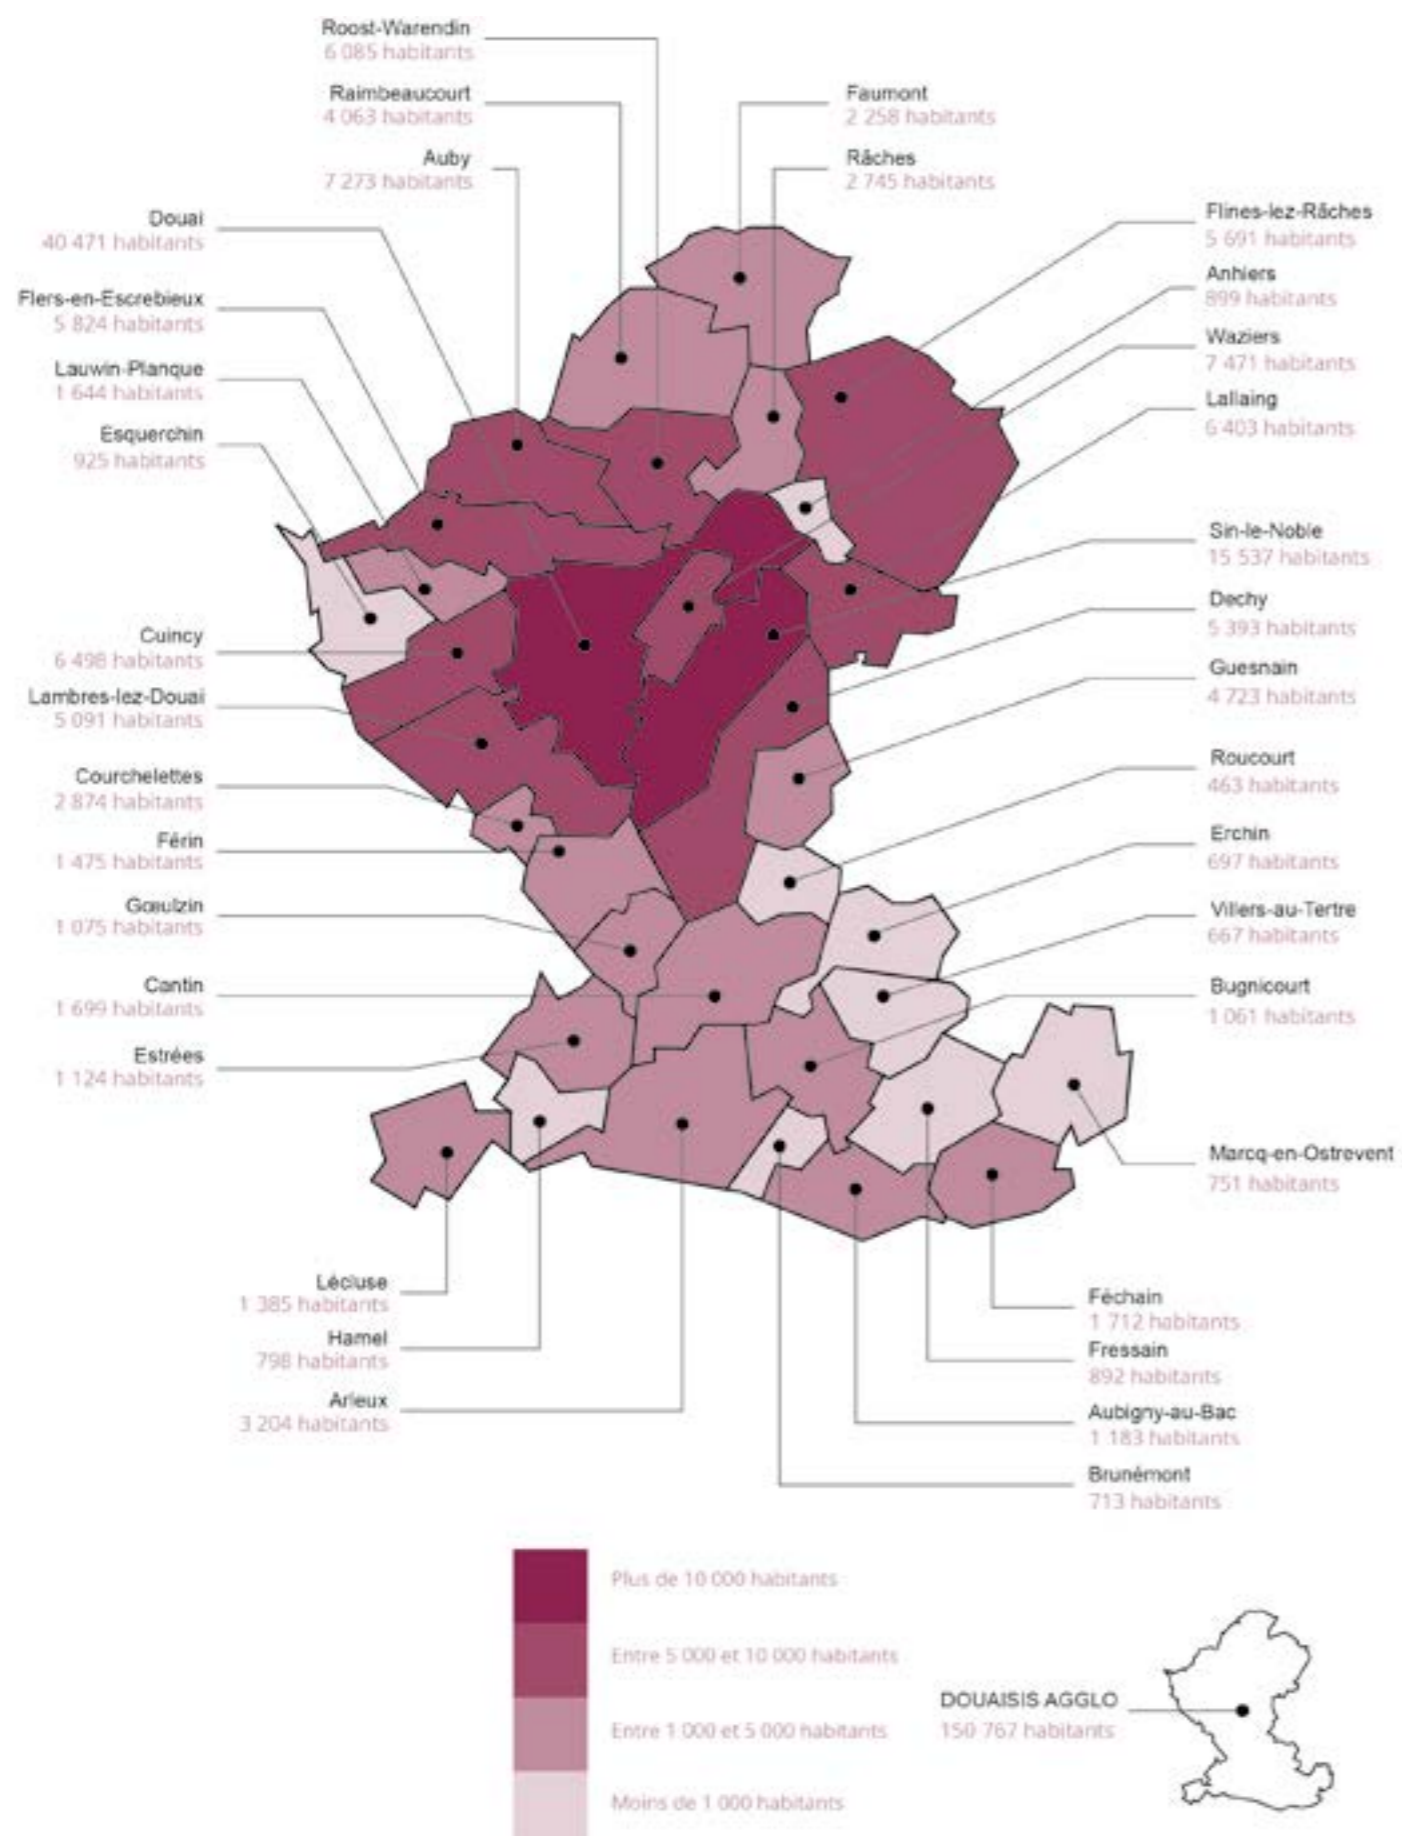 Roost-Warendin
6 085 habitants
Raimbeaucourt
4 063 habitants
Auby
7 273 habitants
Douai
40 471 habitants
Flers-en-Escrebieux
5 824 habitants
Lauwin-Planque
1 644 habitants
Esquerchin
925 habitants
Cuincy
6 498 habitants
Lambres-lez-Douai
5 091 habitants
Courchelettes
2 874 habitants
Férin
1 475 habitants
Gœulzin
1 075 habitants
Cantin
1 699 habitants
Estrées
1 124 habitants
Lécluse
1 385 habitants
Hamel
798 habitants
Arleux
3 204 habitants
Faumont
2 258 habitants
Râches
2 745 habitants
Flines-lez-Râches
5 691 habitants
Anhiers
899 habitants
Waziers
7 471 habitants
Lallaing
6 403 habitants
Sin-le-Noble
15 537 habitants
Dechy
5 393 habitants
Guesnain
4 723 habitants
Roucourt
463 habitants
Erchin
697 habitants
Villers-au-Tertre
667 habitants
Bugnicourt
1 061 habitants
Marcq-en-Ostrevent
751 habitants
Féchain
1 712 habitants
Fressain
892 habitants
Aubigny-au-Bac
1 183 habitants
Brunémont
713 habitants
Plus de 10 000 habitants
Entre 5 000 et 10 000 habitants
Entre 1 000 et 5 000 habitants
Moins de 1 000 habitants
DOUAISIS AGGLO
150 767 habitants